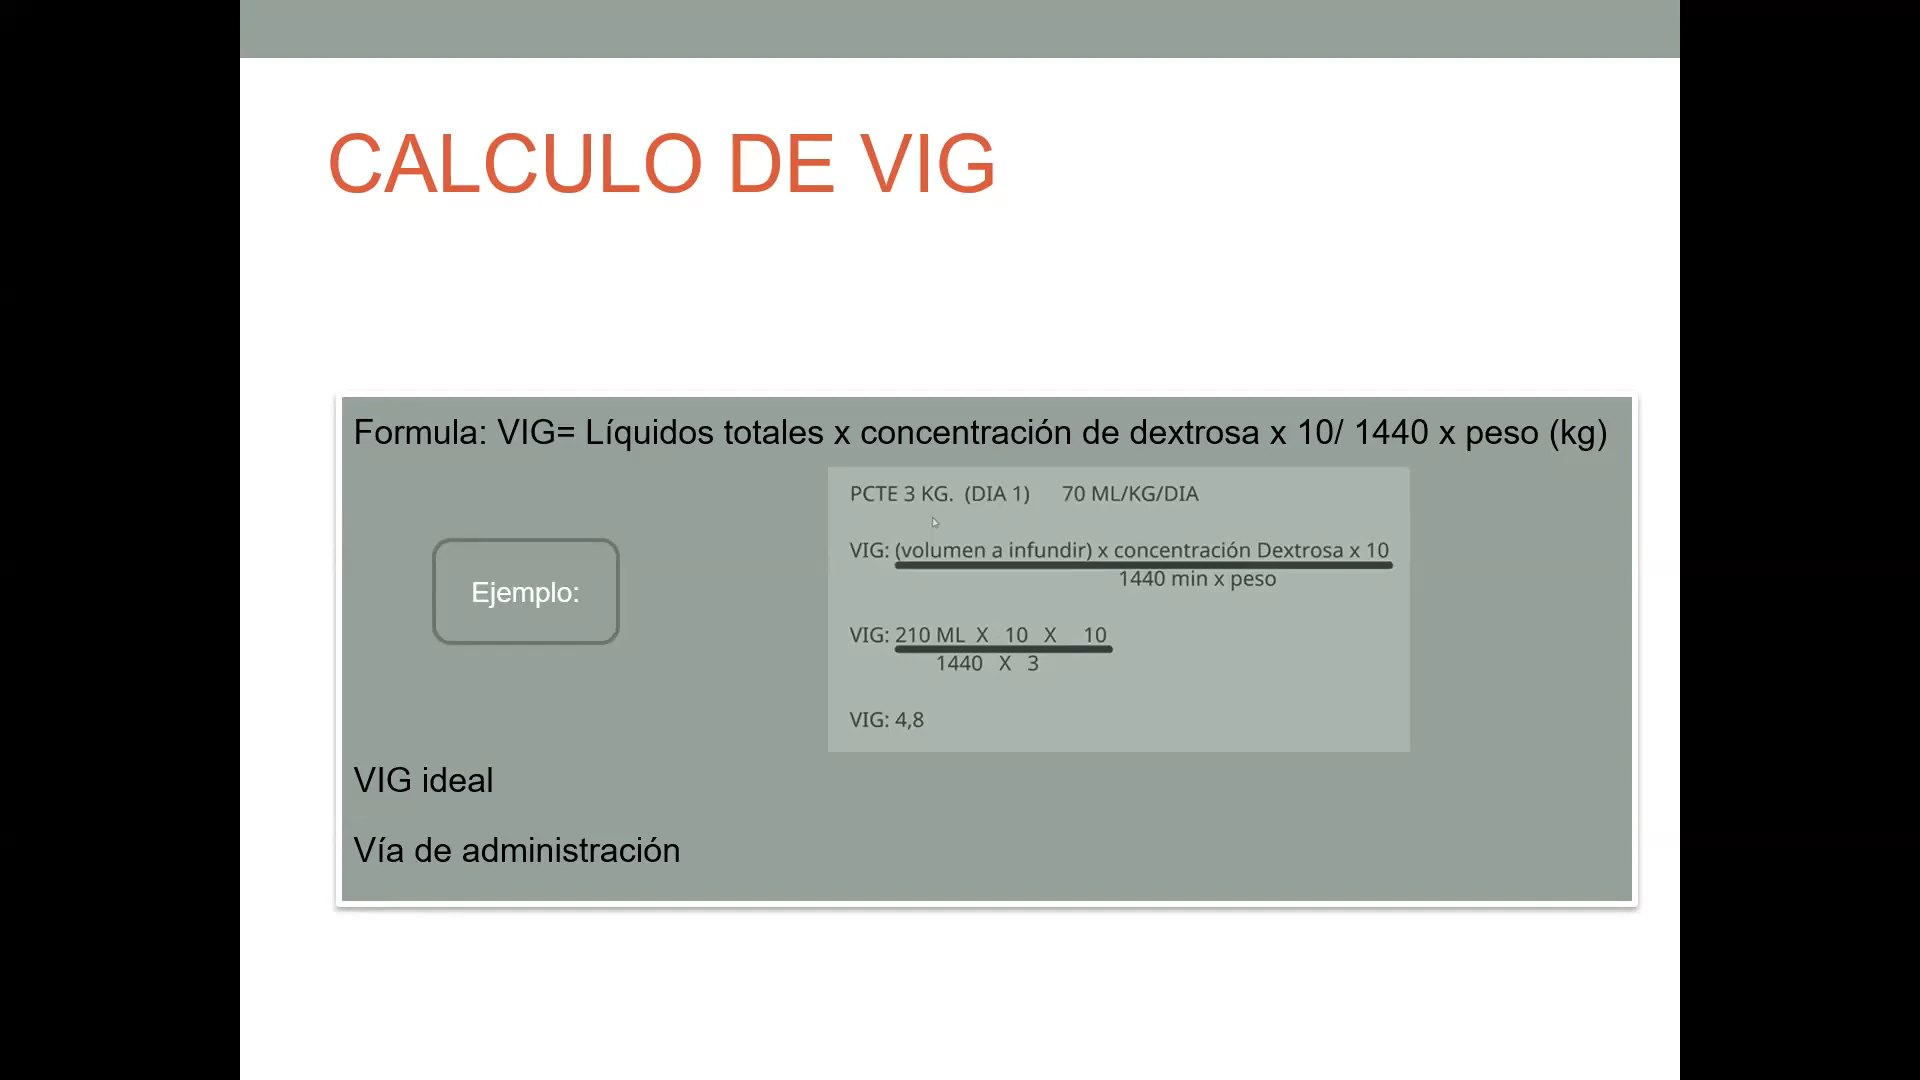 CALCULO DE VIG
Formula: VIG= Líquidos totales x concentración de dextrosa x 10/ 1440 x peso (kg)
PCTE 3 KG. (DIA 1) 70 ML/KG/DIA
VIG: (volumen a infundir) x concentración Dextrosa x 10
1440 min x peso
Ejemplo:
VIG: 210 ML X 10 X 10
1440 X 3
VIG: 4,8
VIG ideal
Vía de administración